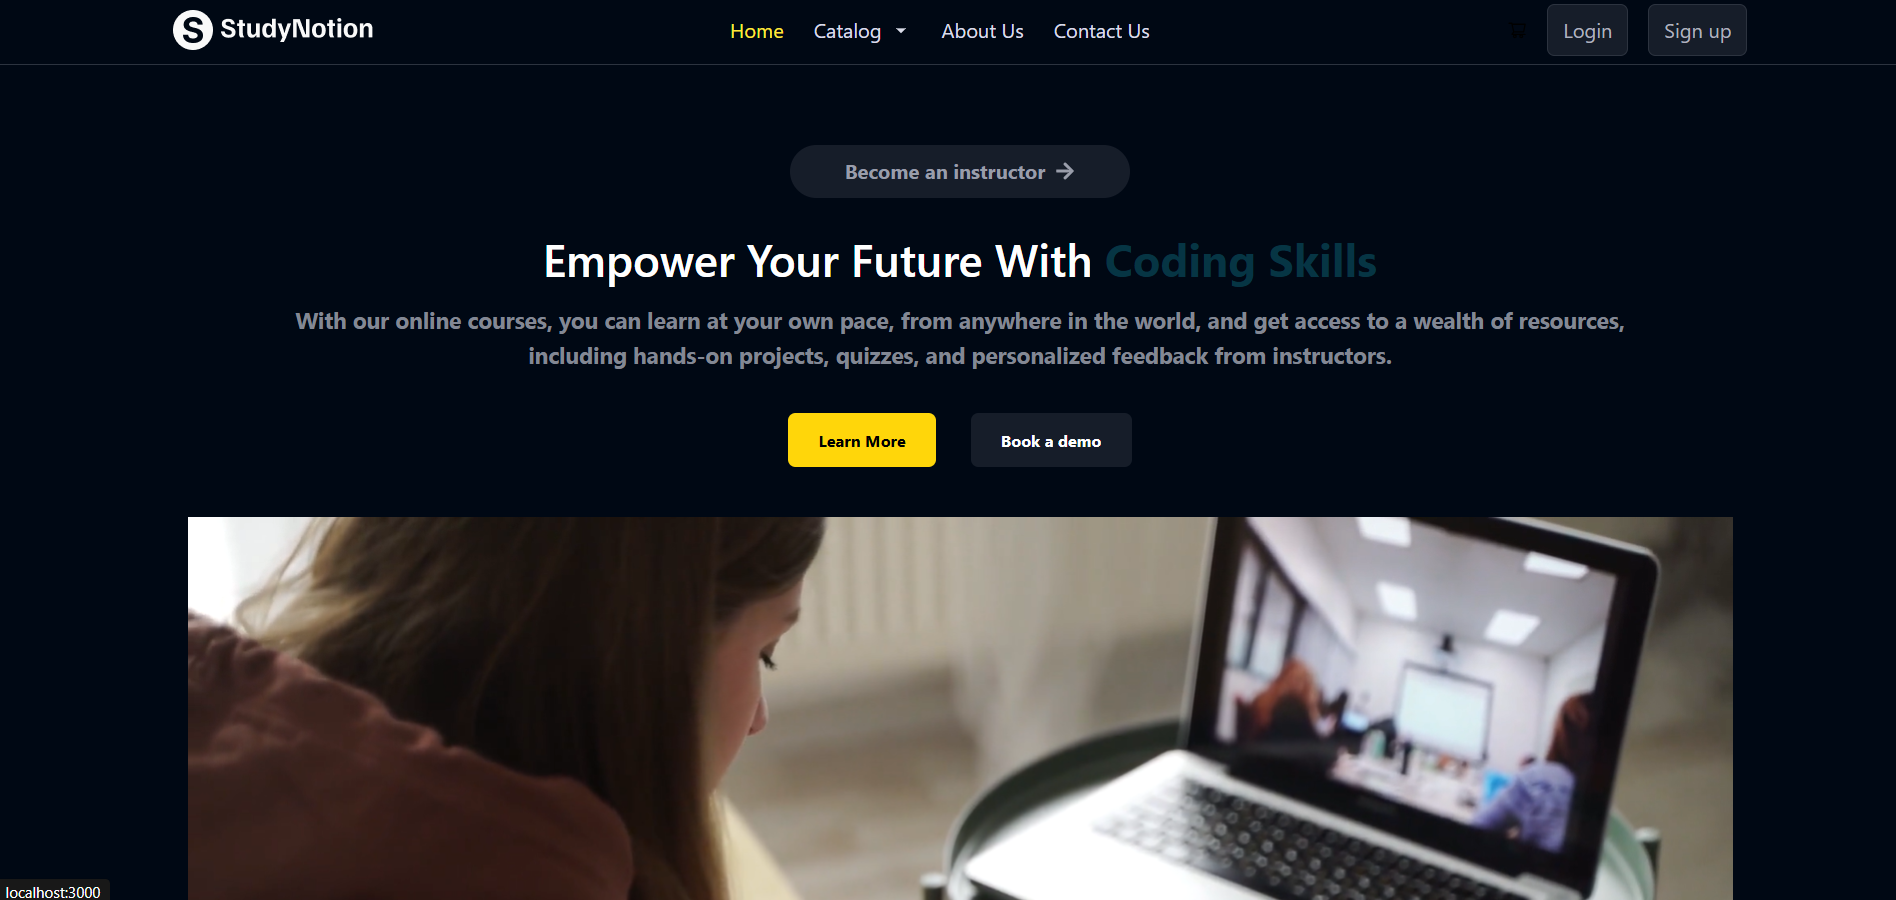 StudyNotion
Home Catalog About Us Contact Us
Login Sign up
Become an instructor
Empower Your Future With Coding Skills
With our online courses, you can learn at your own pace, from anywhere in the world, and get access to a wealth of resources,
including hands-on projects, quizzes, and personalized feedback from instructors.
Learn More Book a demo
localhost:3000